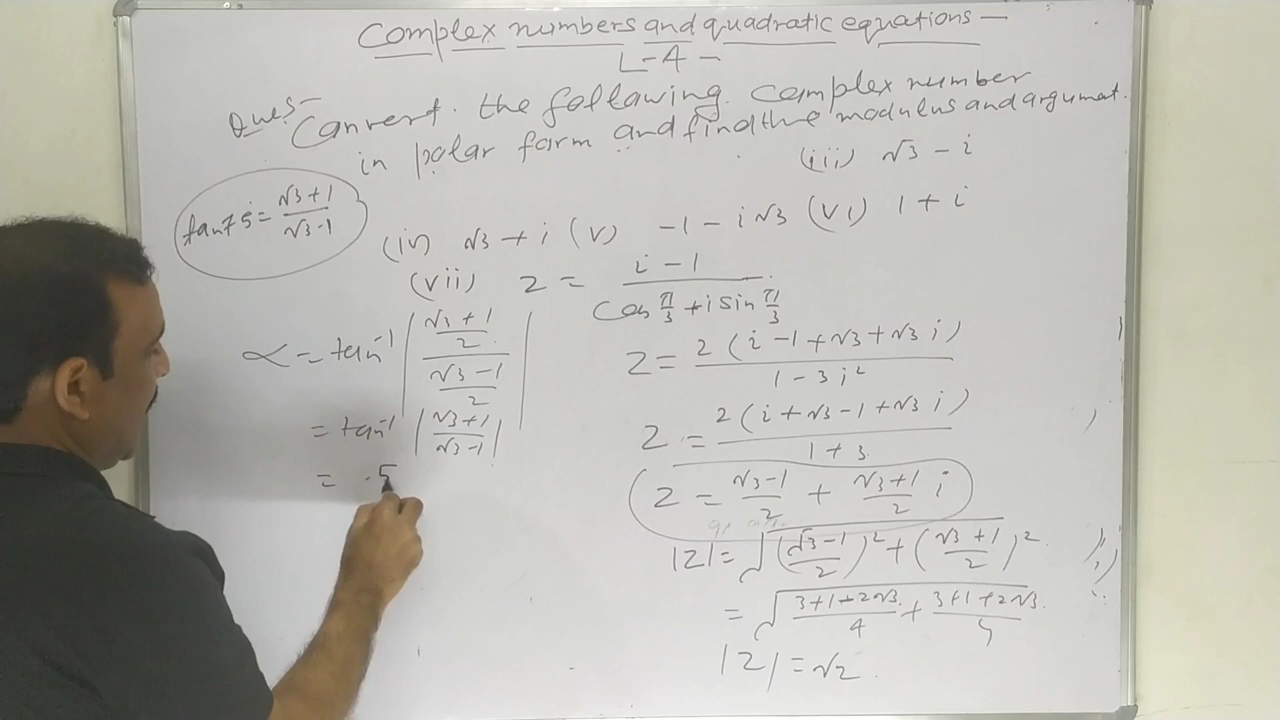 Complex numbers and quadratic equations —
L-4 -
Ques- Convert. the following. complex number
in polar form and find the modulus and argumat.
(iii) √3 - i
tan75° = √3+1 / √3-1
(iv) √3 + i (v) -1 - i√3 (vi) 1 + i
(vii) z = i - 1 / Cos π/3 + i Sin π/3
α = tan⁻¹ | (√3+1 / 2) / (√3-1 / 2) |
= tan⁻¹ | √3+1 / √3-1 |
= 5
z = 2(i-1+√3+√3i) / 1-3i²
z = 2(i+√3-1+√3i) / 1+3
z = √3-1 / 2 + √3+1 / 2 i
|z| = √(√3-1 / 2)² + (√3+1 / 2)²
= √3+1-2√3 / 4 + 3+1+2√3 / 4
|z| = √2